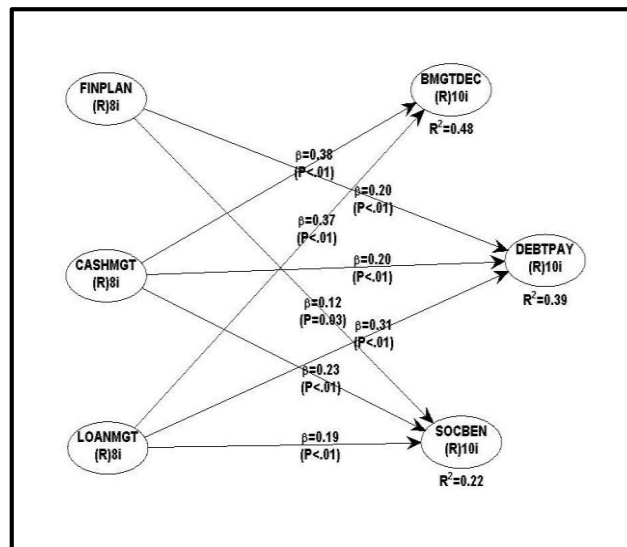 FINPLAN
(R)8i
BMGTDEC
(R)10i
R²=0.48
β=0.38
(P<.01)
β=0.20
(P<.01)
β=0.37
(P<.01)
CASHMGT
(R)8i
β=0.20
(P<.01)
DEBTPAY
(R)10i
R²=0.39
β=0.12
(P=0.03)
β=0.31
(P<.01)
β=0.23
(P<.01)
LOANMGT
(R)8i
β=0.19
(P<.01)
SOCBEN
(R)10i
R²=0.22